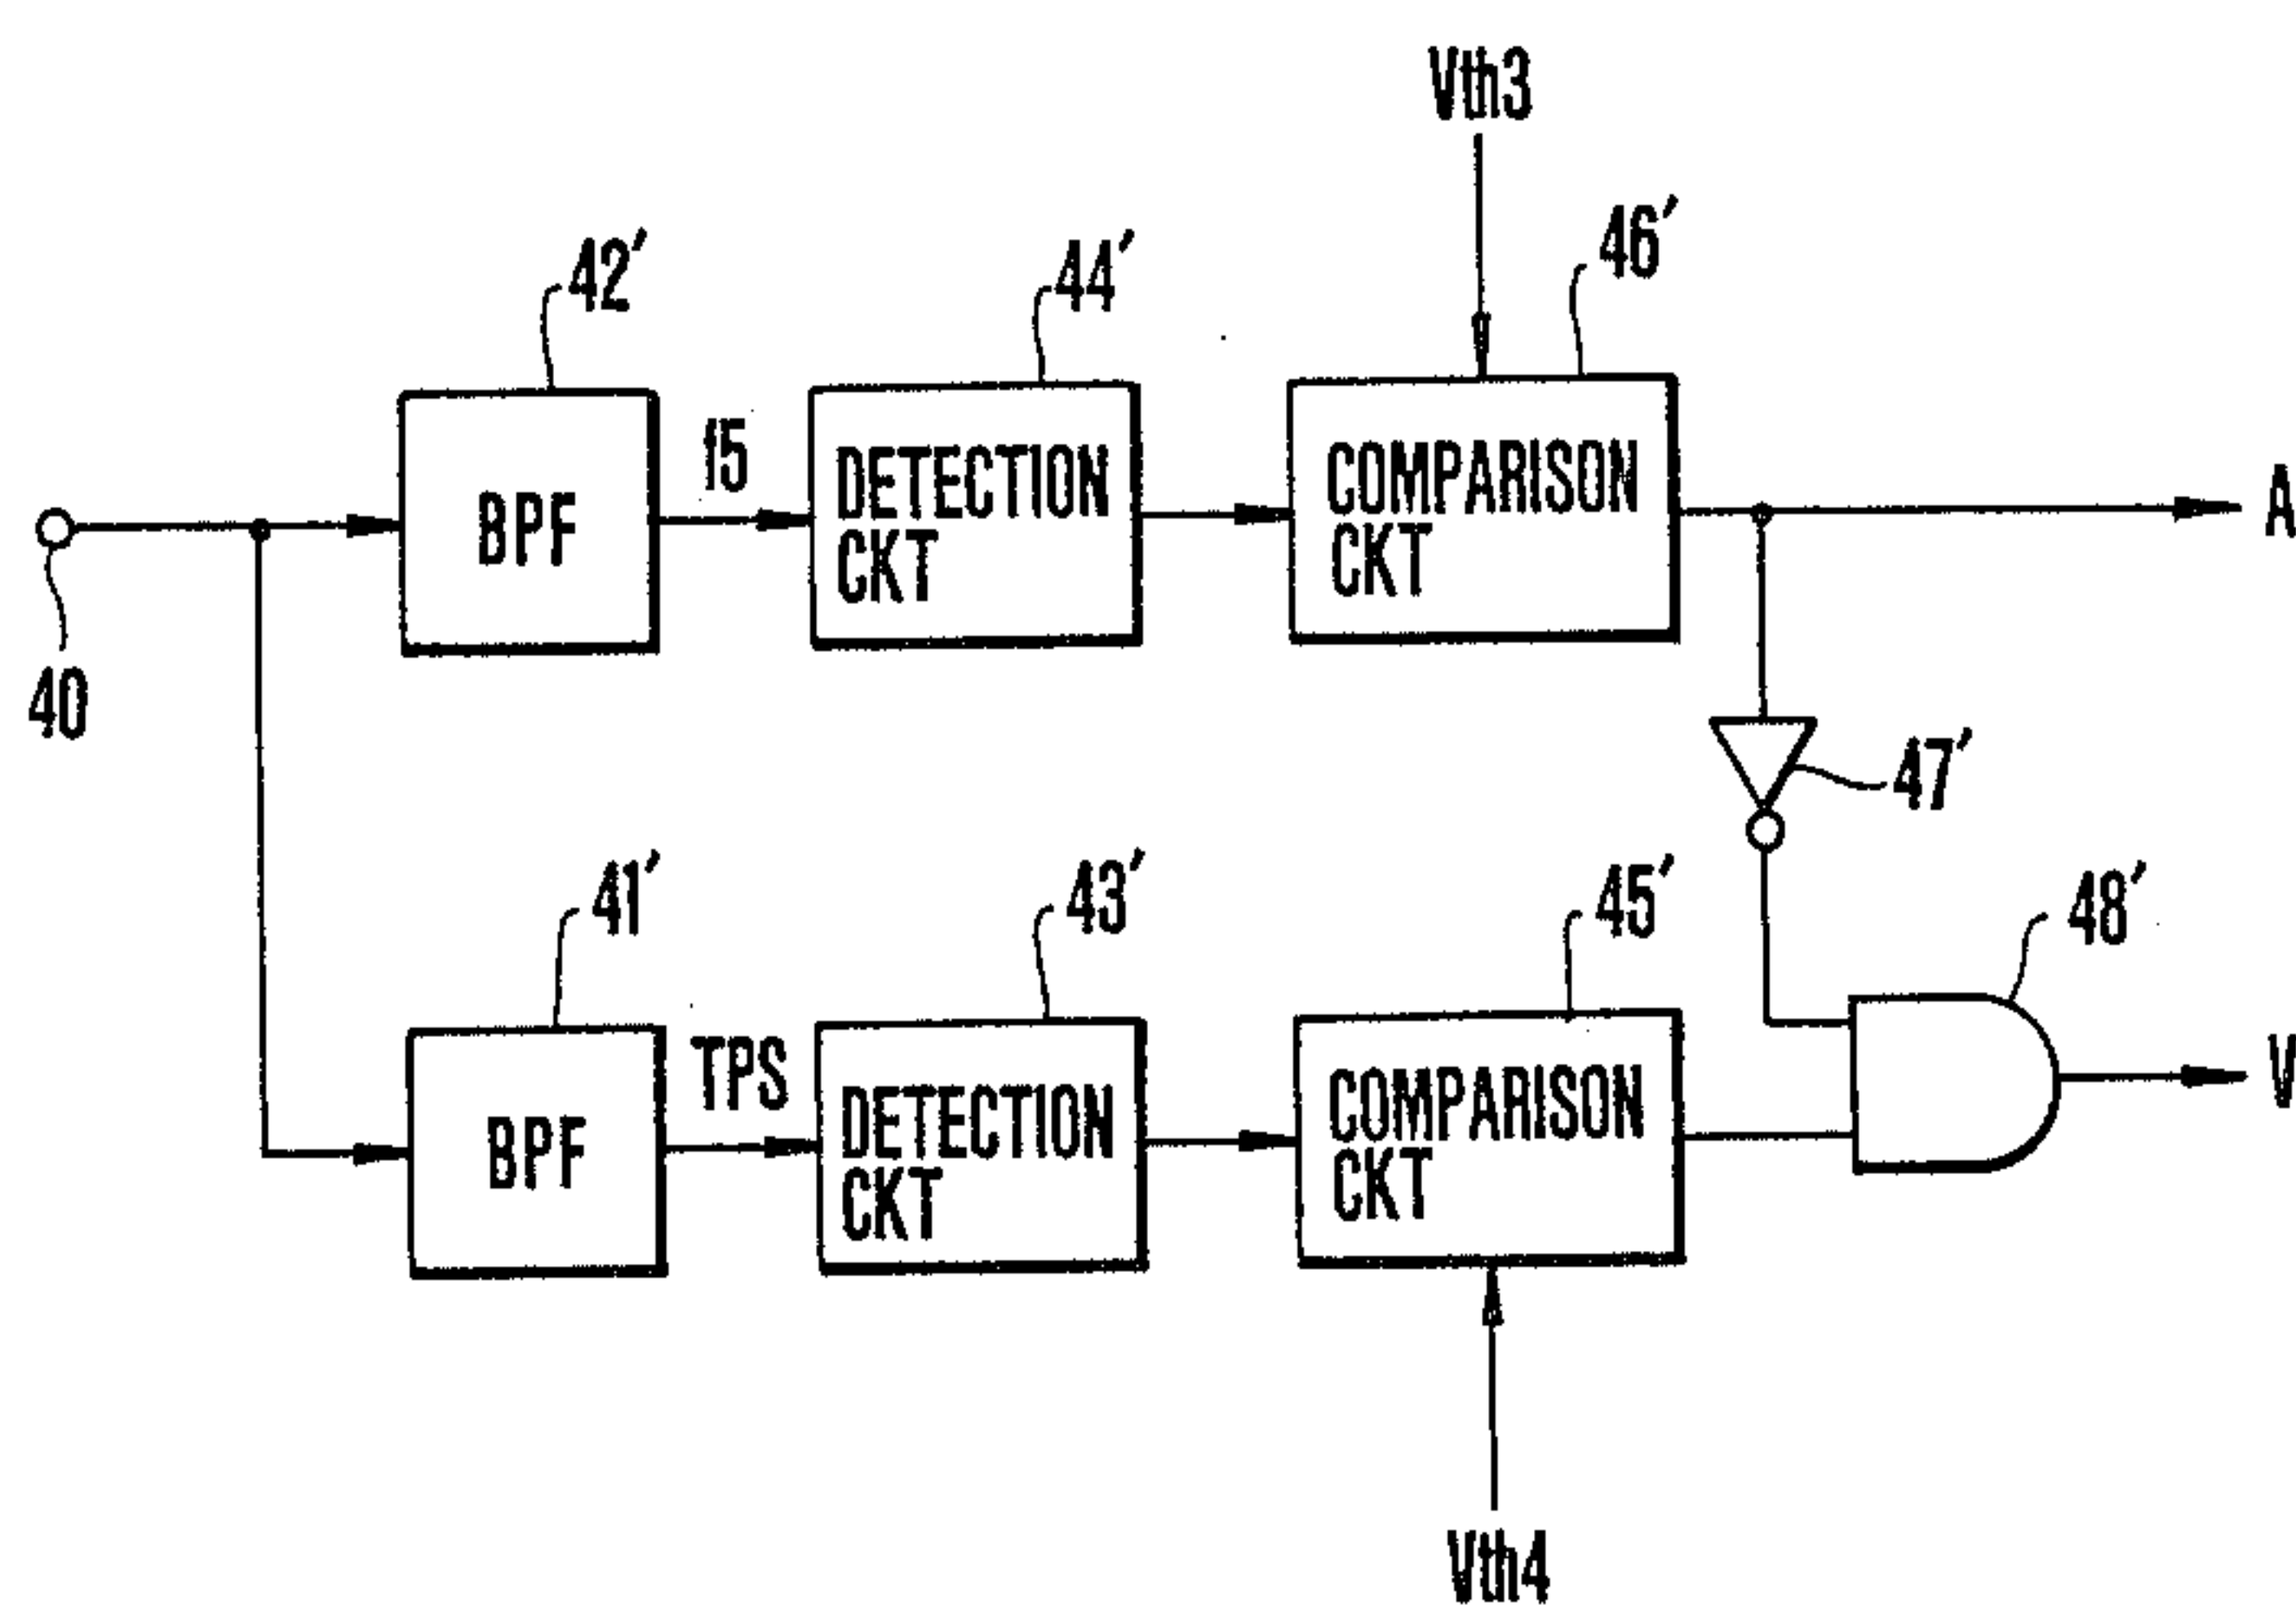 Vth3
42'
44'
46'
BPF
f5
DETECTION
CKT
COMPARISON
CKT
A
40
47'
41'
43'
45'
48'
BPF
TPS
DETECTION
CKT
COMPARISON
CKT
V
Vth4